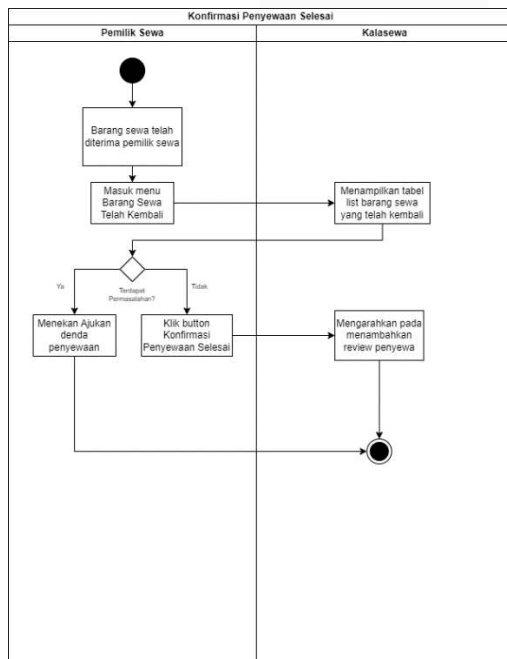 Konfirmasi Penyewaan Selesai
Pemilik Sewa
Kalasewa
Barang sewa telah
diterima pemilik sewa
Masuk menu
Barang Sewa
Telah Kembali
Menampilkan tabel
list barang sewa
yang telah kembali
Ya
Terdapat
Permasalahan?
Tidak
Menekan Ajukan
denda
penyewaan
Klik button
Konfirmasi
Penyewaan Selesai
Mengarahkan pada
menambahkan
review penyewa